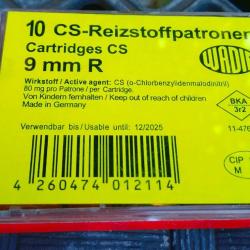 10 CS-Reizstoffpatronen
Cartridges CS
9 mm R
WADIE
Wirkstoff / Active agent: CS (o-Chlorbenzylidenmalodinitril)
80 mg pro Patrone / per Cartridge.
Von Kindern fernhalten / Keep out of reach of children
Made in Germany
BKA
3r2
Verwendbar bis/Usable until: 12/2025
11-476
CIP
M
4 260474 012114